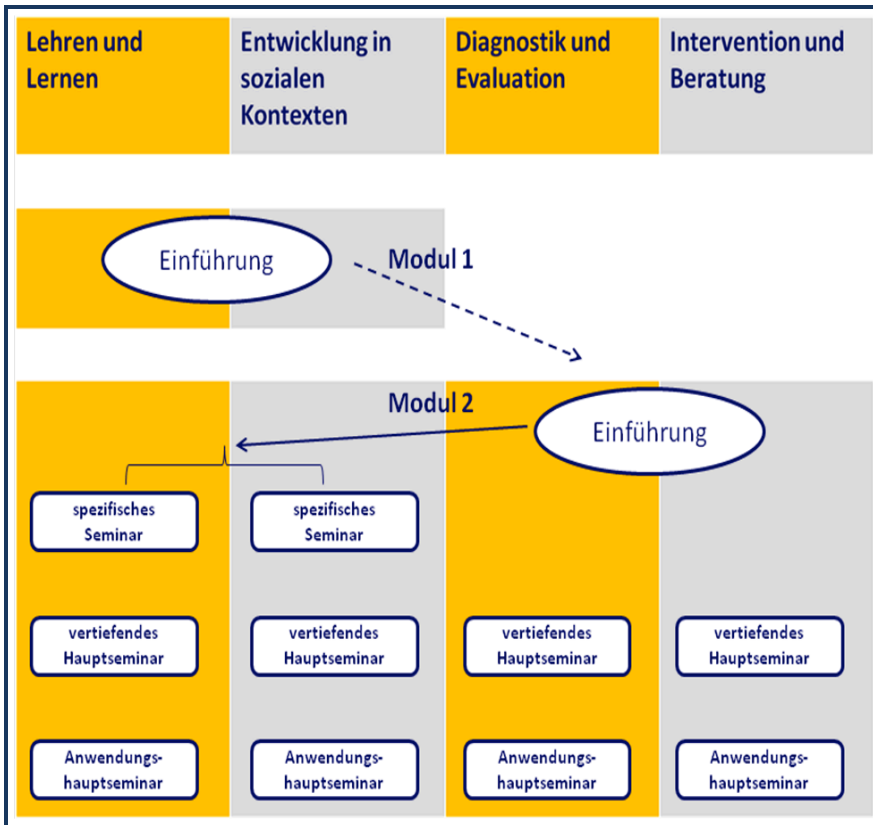 Lehren und
Lernen
Entwicklung in
sozialen
Kontexten
Diagnostik und
Evaluation
Intervention und
Beratung
Einführung
Modul 1
Modul 2
Einführung
spezifisches
Seminar
spezifisches
Seminar
vertiefendes
Hauptseminar
vertiefendes
Hauptseminar
vertiefendes
Hauptseminar
vertiefendes
Hauptseminar
Anwendungs-
hauptseminar
Anwendungs-
hauptseminar
Anwendungs-
hauptseminar
Anwendungs-
hauptseminar